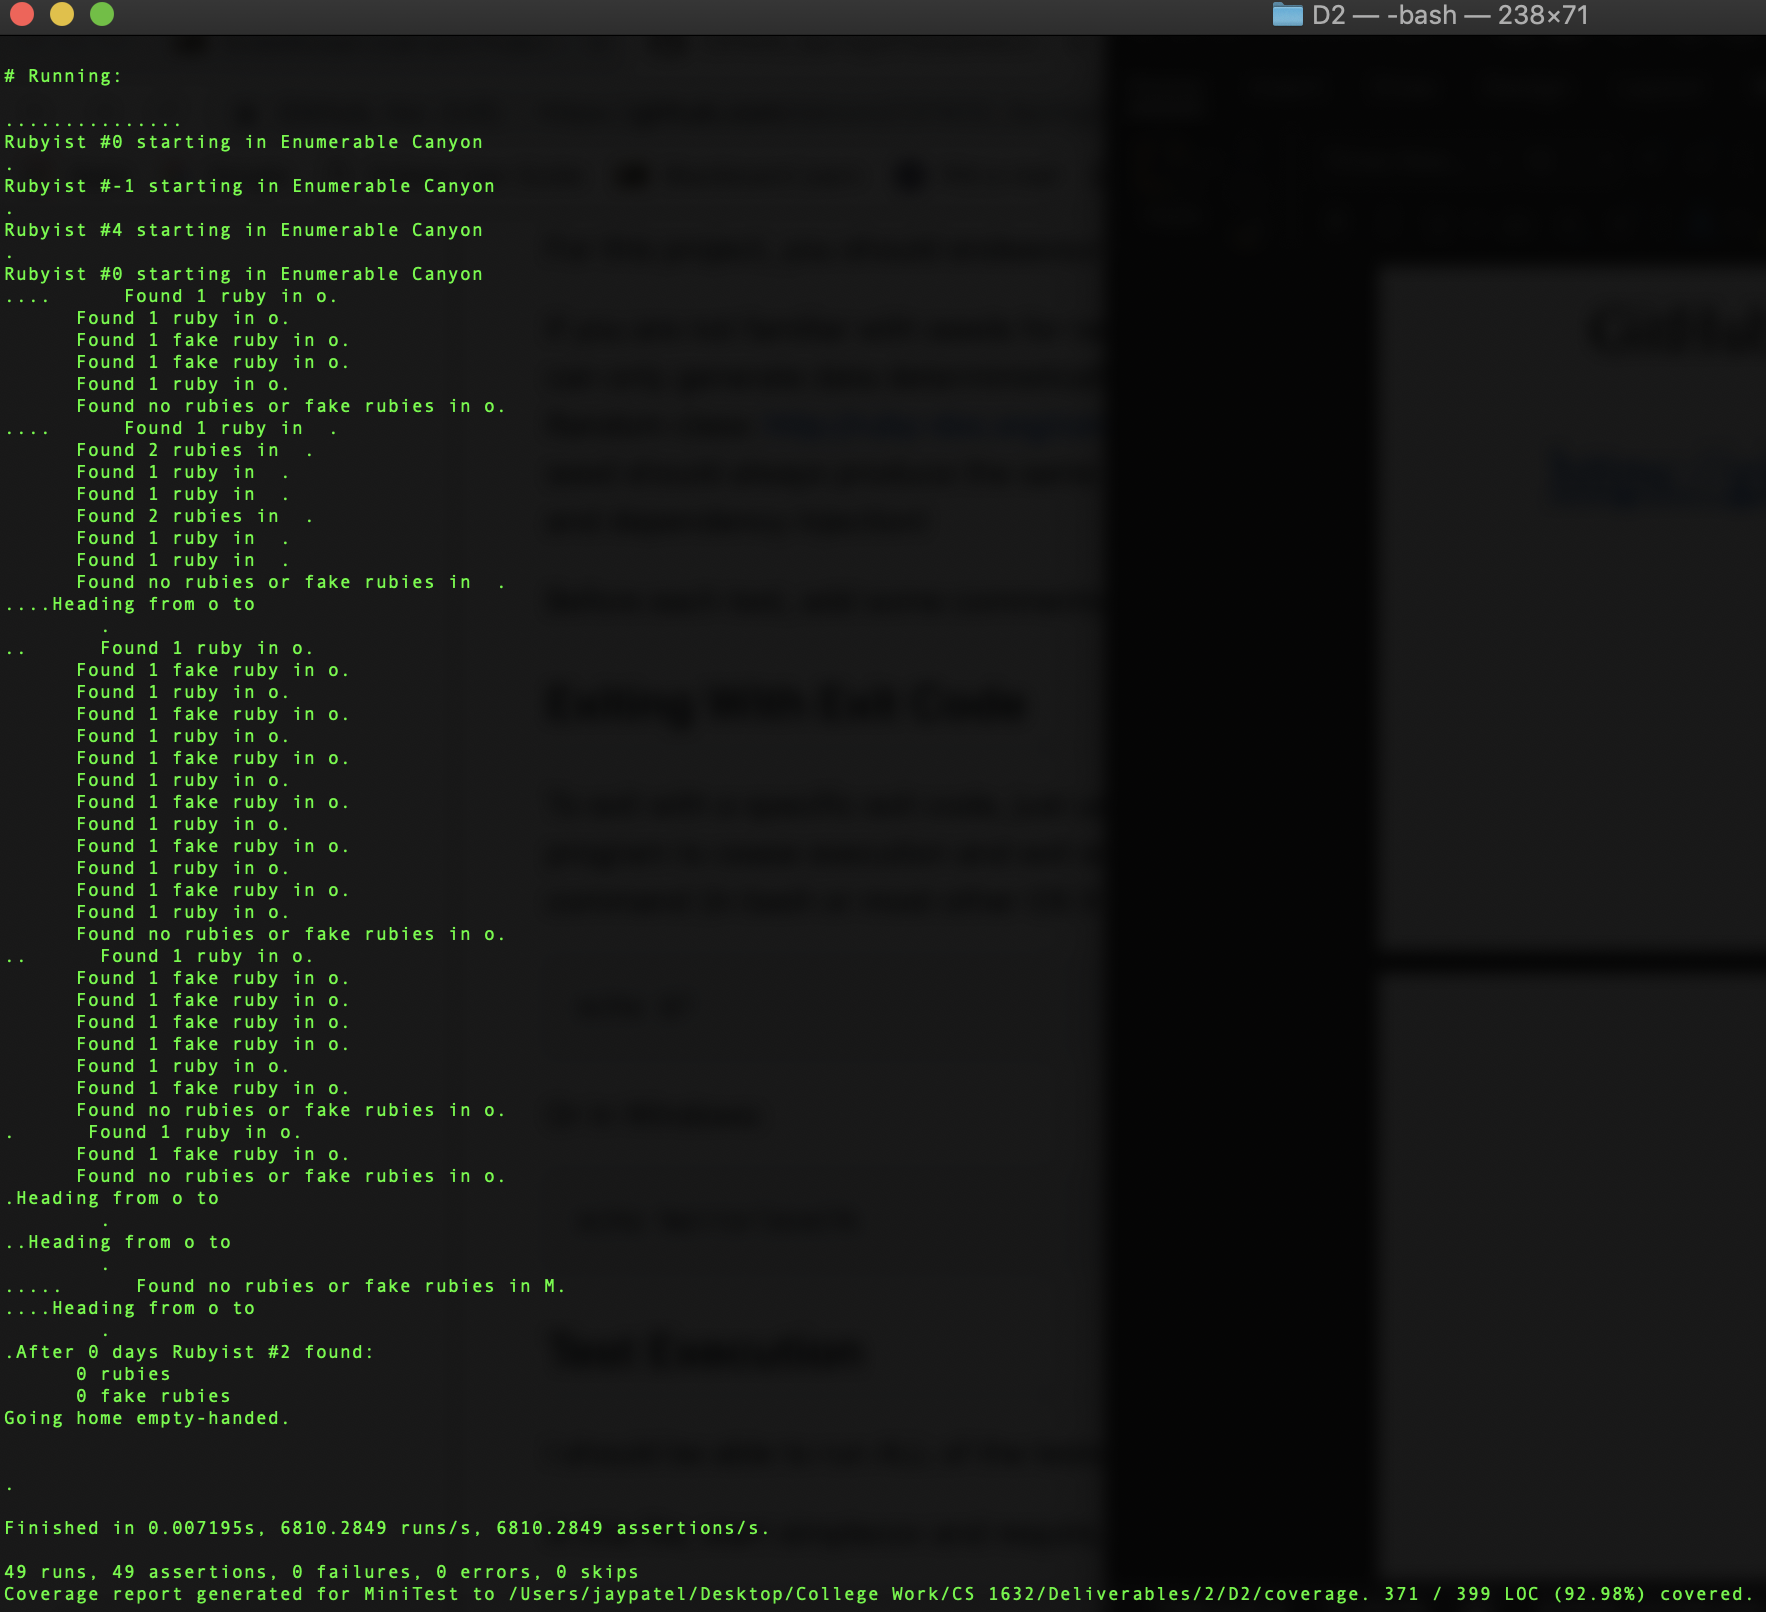 D2 — -bash — 238×71
# Running:
...............
Rubyist #0 starting in Enumerable Canyon
.
Rubyist #-1 starting in Enumerable Canyon
.
Rubyist #4 starting in Enumerable Canyon
.
Rubyist #0 starting in Enumerable Canyon
....      Found 1 ruby in o.
      Found 1 ruby in o.
      Found 1 fake ruby in o.
      Found 1 fake ruby in o.
      Found 1 ruby in o.
      Found no rubies or fake rubies in o.
....      Found 1 ruby in  .
      Found 2 rubies in  .
      Found 1 ruby in  .
      Found 1 ruby in  .
      Found 2 rubies in  .
      Found 1 ruby in  .
      Found 1 ruby in  .
      Found no rubies or fake rubies in  .
....Heading from o to
        .
..      Found 1 ruby in o.
      Found 1 fake ruby in o.
      Found 1 ruby in o.
      Found 1 fake ruby in o.
      Found 1 ruby in o.
      Found 1 fake ruby in o.
      Found 1 ruby in o.
      Found 1 fake ruby in o.
      Found 1 ruby in o.
      Found 1 fake ruby in o.
      Found 1 ruby in o.
      Found 1 fake ruby in o.
      Found 1 ruby in o.
      Found no rubies or fake rubies in o.
..      Found 1 ruby in o.
      Found 1 fake ruby in o.
      Found 1 fake ruby in o.
      Found 1 fake ruby in o.
      Found 1 fake ruby in o.
      Found 1 ruby in o.
      Found 1 fake ruby in o.
      Found no rubies or fake rubies in o.
.      Found 1 ruby in o.
      Found 1 fake ruby in o.
      Found no rubies or fake rubies in o.
.Heading from o to
        .
..Heading from o to
        .
.....      Found no rubies or fake rubies in M.
....Heading from o to
        .
.After 0 days Rubyist #2 found:
      0 rubies
      0 fake rubies
Going home empty-handed.
.
Finished in 0.007195s, 6810.2849 runs/s, 6810.2849 assertions/s.
49 runs, 49 assertions, 0 failures, 0 errors, 0 skips
Coverage report generated for MiniTest to /Users/jaypatel/Desktop/College Work/CS 1632/Deliverables/2/D2/coverage. 371 / 399 LOC (92.98%) covered.
Exiting With Exit Code
Test Execution